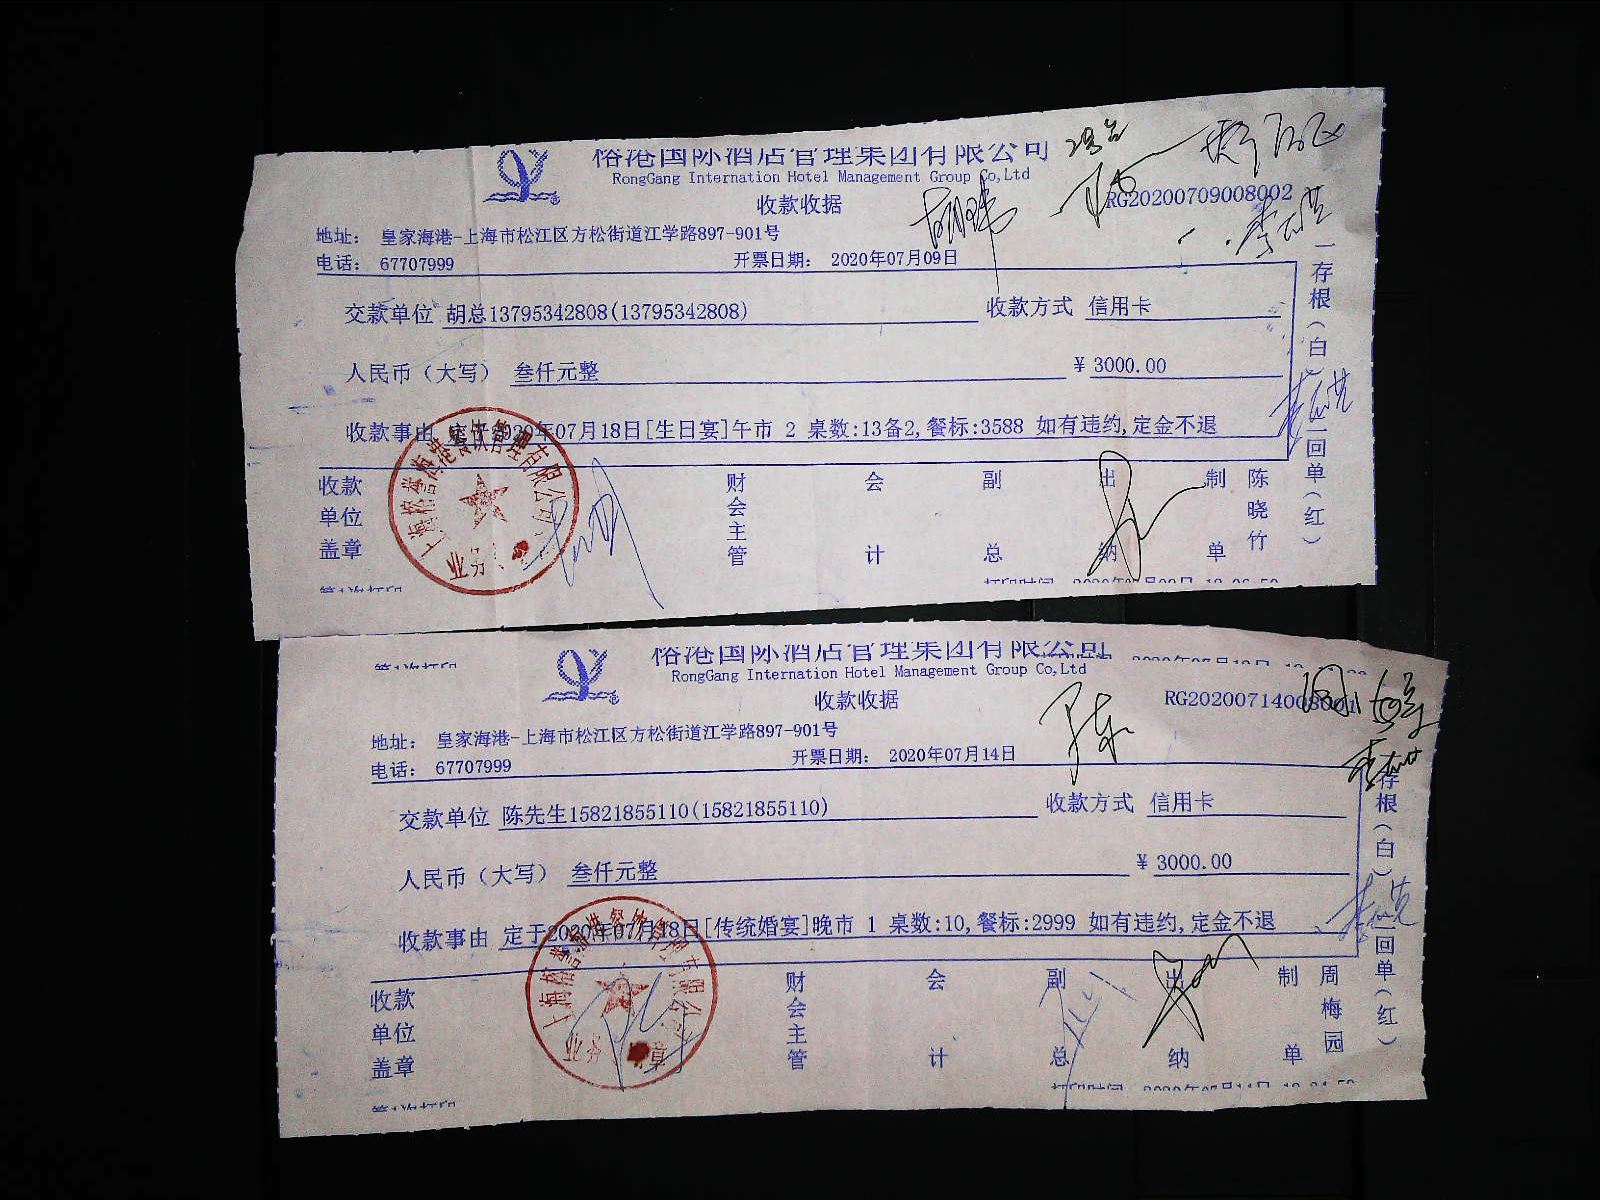 榕港国际酒店管理集团有限公司
RongGang Internation Hotel Management Group Co,Ltd
收款收据
RG20200709008002
地址： 皇家海港-上海市松江区方松街道江学路897-901号
电话： 67707999 开票日期： 2020年07月09日
交款单位 胡总13795342808(13795342808) 收款方式 信用卡
人民币（大写） 叁仟元整 ￥3000.00
收款事由 定于2020年07月18日[生日宴]午市 2 桌数:13备2,餐标:3588 如有违约,定金不退
一存根（白）二回单（红）
收款单位盖章 财会主管 会计 副总 出纳 制单 陈晓竹
第1次打印
榕港国际酒店管理集团有限公司
RongGang Internation Hotel Management Group Co,Ltd
收款收据
地址： 皇家海港-上海市松江区方松街道江学路897-901号
电话： 67707999 开票日期： 2020年07月14日
交款单位 陈先生15821855110(15821855110) 收款方式 信用卡
人民币（大写） 叁仟元整 ￥3000.00
收款事由 定于2020年07月18日[传统婚宴]晚市 1 桌数:10,餐标:2999 如有违约,定金不退
存根（白）二回单（红）
收款单位盖章 财会主管 会计 副总 出纳 制单 周梅园
第1次打印